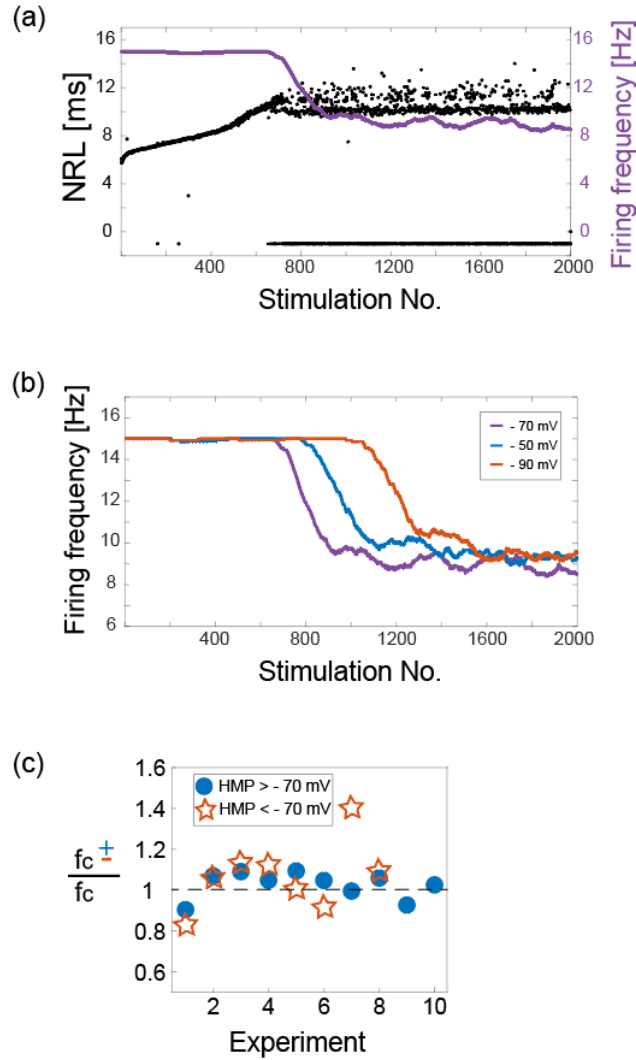 (a)
16
12
8
4
0
NRL [ms]
16
12
8
4
0
Firing frequency [Hz]
400 800 1200 1600 2000
Stimulation No.
(b)
16
14
12
10
8
6
Firing frequency [Hz]
- 70 mV
- 50 mV
- 90 mV
400 800 1200 1600 2000
Stimulation No.
(c)
1.6
1.4
1.2
1
0.8
0.6
HMP > - 70 mV
HMP < - 70 mV
fc ±
fc
2 4 6 8 10
Experiment